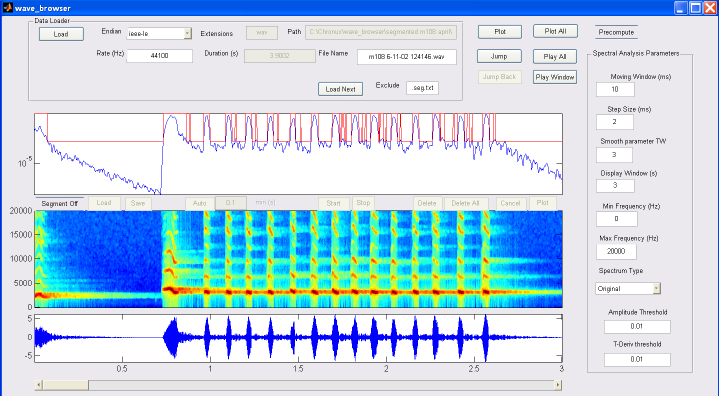 wave_browser
Data Loader
Load Endian ieee-le Extensions wav Path C:\Chronux\wave_browser\segmented m108 april\
Rate (Hz) 44100 Duration (s) 3.9002 File Name m108 6-11-02 124146.wav
Load Next Exclude .seg.txt
Plot Plot All Precompute
Jump Play All
Jump Back Play Window
Spectral Analysis Parameters
Moving Window (ms)
10
Step Size (ms)
2
Smooth parameter TW
3
Display Window (s)
3
Min Frequency (Hz)
0
Max Frequency (Hz)
20000
Spectrum Type
Original
Amplitude Threshold
0.01
T-Deriv threshold
0.01
10-5
Segment Off Load Save Auto 0.1 min (s) Start Stop Delete Delete All Cancel Plot
20000
15000
10000
5000
0
5
0
-5
0.5 1 1.5 2 2.5 3